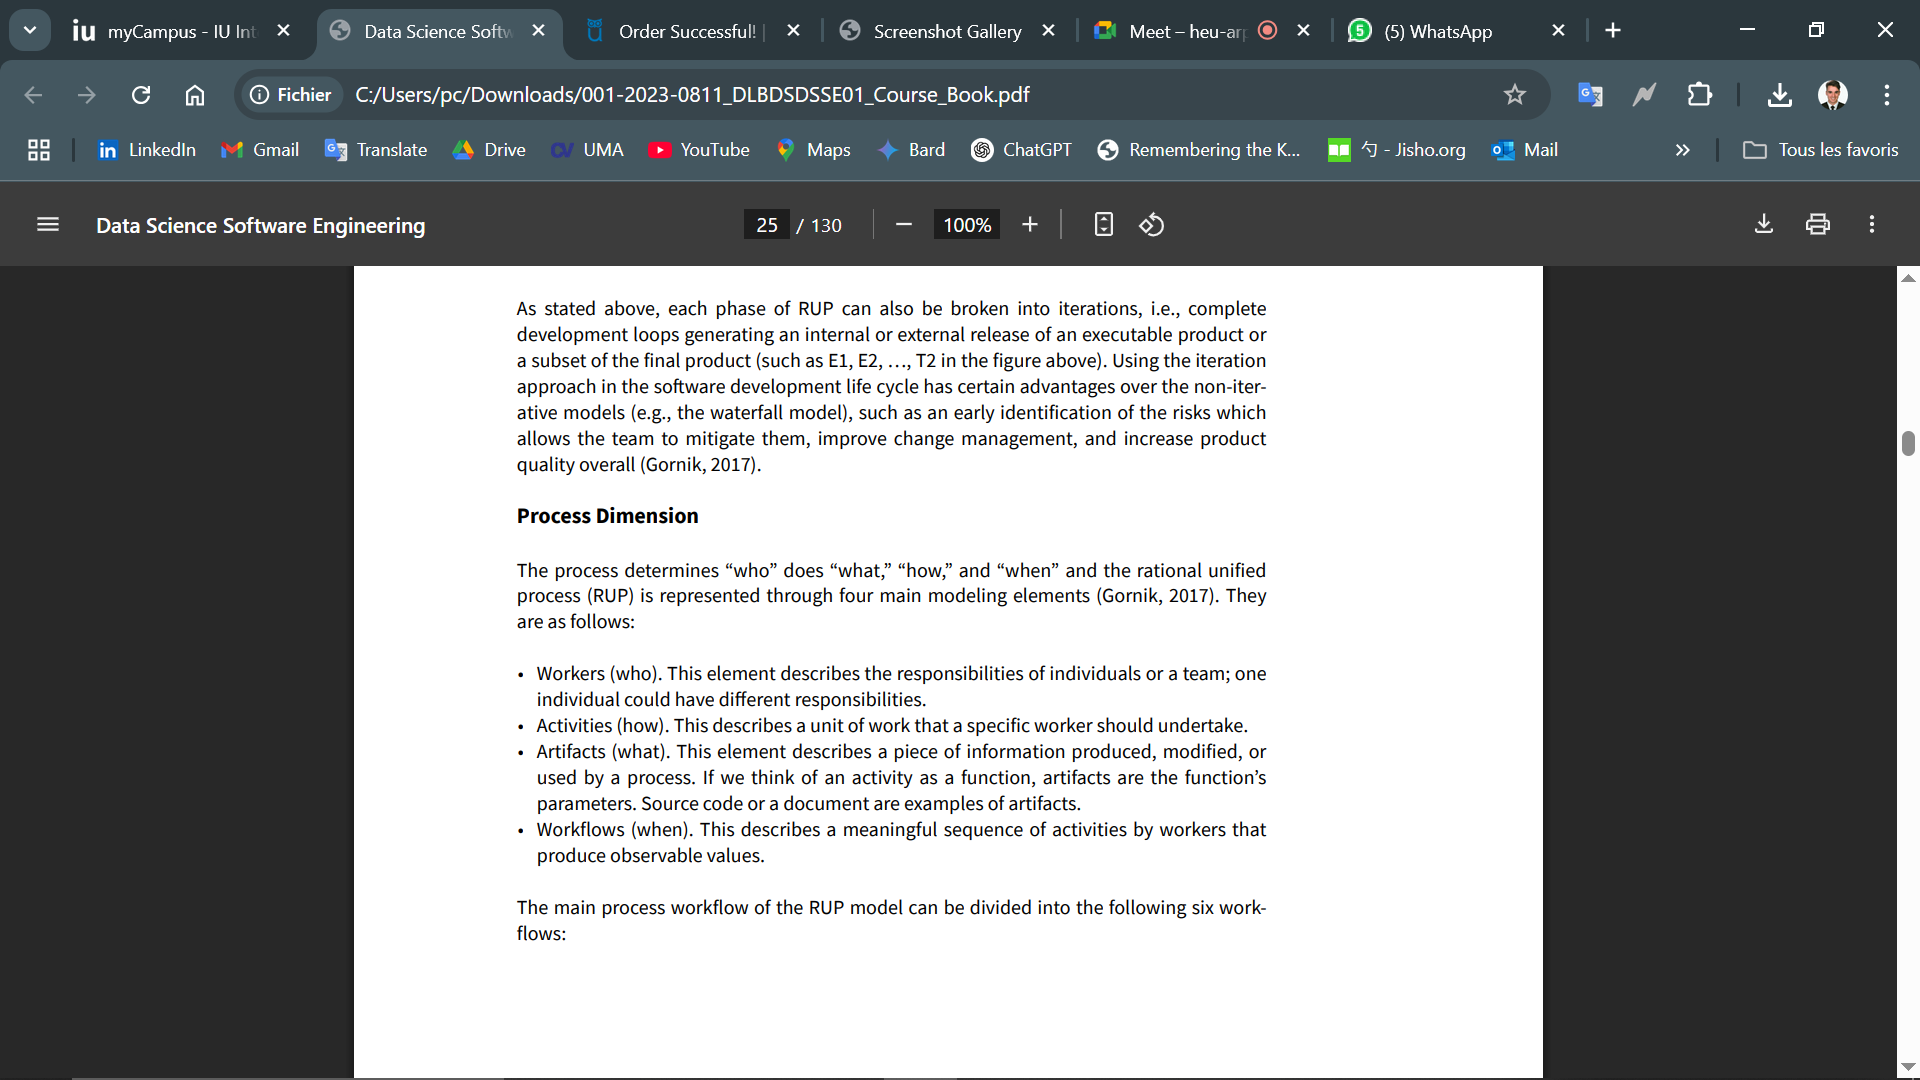 iu myCampus - IU Int
Data Science Softw
Order Successful! |
Screenshot Gallery
Meet – heu-arp
5 (5) WhatsApp
Fichier
C:/Users/pc/Downloads/001-2023-0811_DLBDSDSSE01_Course_Book.pdf
LinkedIn
Gmail
Translate
Drive
UMA
YouTube
Maps
Bard
ChatGPT
Remembering the K...
勺 - Jisho.org
Mail
Tous les favoris
Data Science Software Engineering
25 / 130
100%
As stated above, each phase of RUP can also be broken into iterations, i.e., complete
development loops generating an internal or external release of an executable product or
a subset of the final product (such as E1, E2, …, T2 in the figure above). Using the iteration
approach in the software development life cycle has certain advantages over the non-iter-
ative models (e.g., the waterfall model), such as an early identification of the risks which
allows the team to mitigate them, improve change management, and increase product
quality overall (Gornik, 2017).
Process Dimension
The process determines “who” does “what,” “how,” and “when” and the rational unified
process (RUP) is represented through four main modeling elements (Gornik, 2017). They
are as follows:
• Workers (who). This element describes the responsibilities of individuals or a team; one
individual could have different responsibilities.
• Activities (how). This describes a unit of work that a specific worker should undertake.
• Artifacts (what). This element describes a piece of information produced, modified, or
used by a process. If we think of an activity as a function, artifacts are the function’s
parameters. Source code or a document are examples of artifacts.
• Workflows (when). This describes a meaningful sequence of activities by workers that
produce observable values.
The main process workflow of the RUP model can be divided into the following six work-
flows: